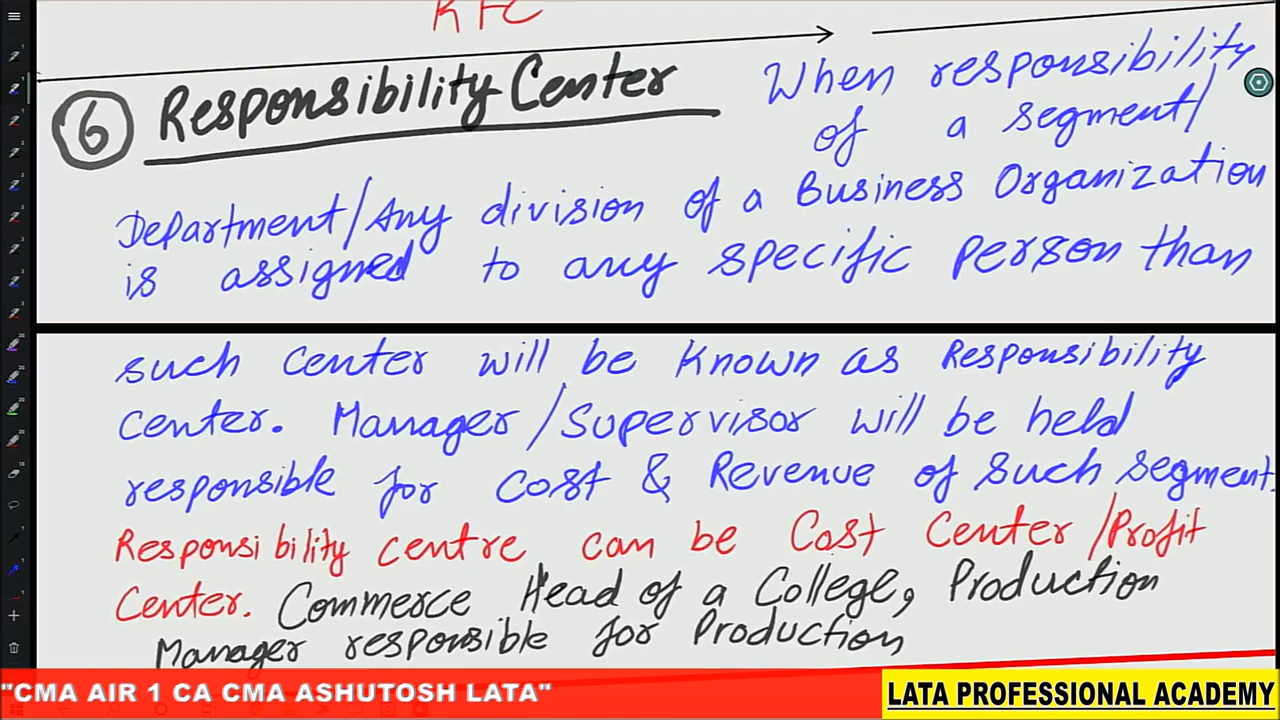 KFC
6 Responsibility Center When responsibility
of a segment/
Department/Any division of a Business Organization
is assigned to any specific person than
such center will be known as Responsibility
center. Manager/Supervisor will be held
responsible for cost & Revenue of such segment.
Responsibility centre can be Cost Center/Profit
Center. Commerce Head of a College, Production
Manager responsible for Production
"CMA AIR 1 CA CMA ASHUTOSH LATA"
LATA PROFESSIONAL ACADEMY